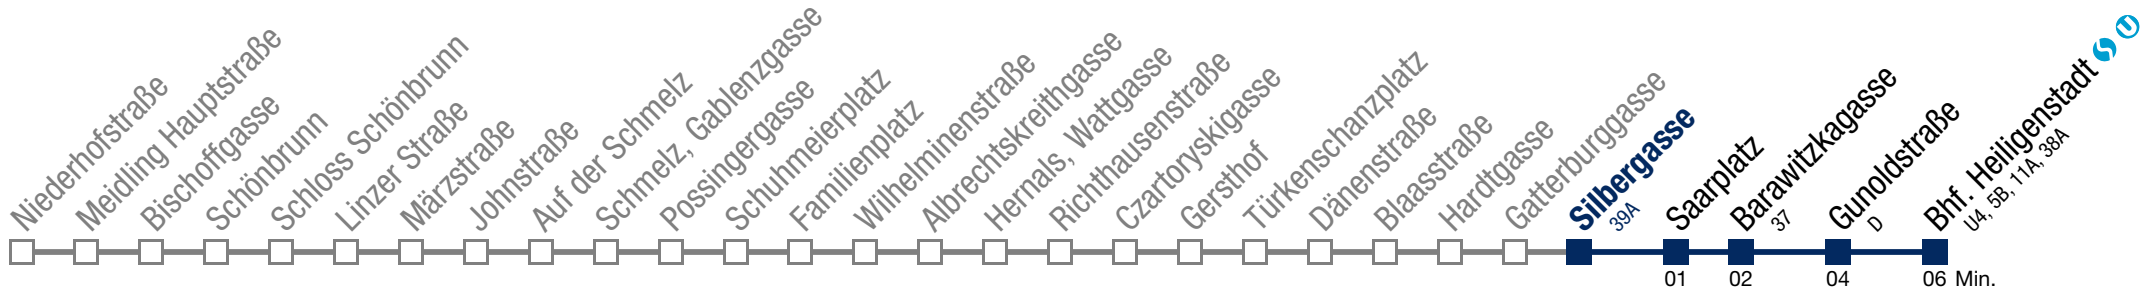 Niederhofstraße
Meidling Hauptstraße
Bischoffgasse
Schönbrunn
Schloss Schönbrunn
Linzer Straße
Märzstraße
Johnstraße
Auf der Schmelz
Schmelz, Gablenzgasse
Possingergasse
Schuhmeierplatz
Familienplatz
Wilhelminenstraße
Albrechtskreithgasse
Hernals, Wattgasse
Richthausenstraße
Czartoryskigasse
Gersthof
Türkenschanzplatz
Dänenstraße
Blaasstraße
Hardtgasse
Gatterburggasse
Silbergasse
39A
Saarplatz
Barawitzkagasse
37
Gunoldstraße
D
Bhf. Heiligenstadt S U
U4, 5B, 11A, 38A
01 02 04 06 Min.